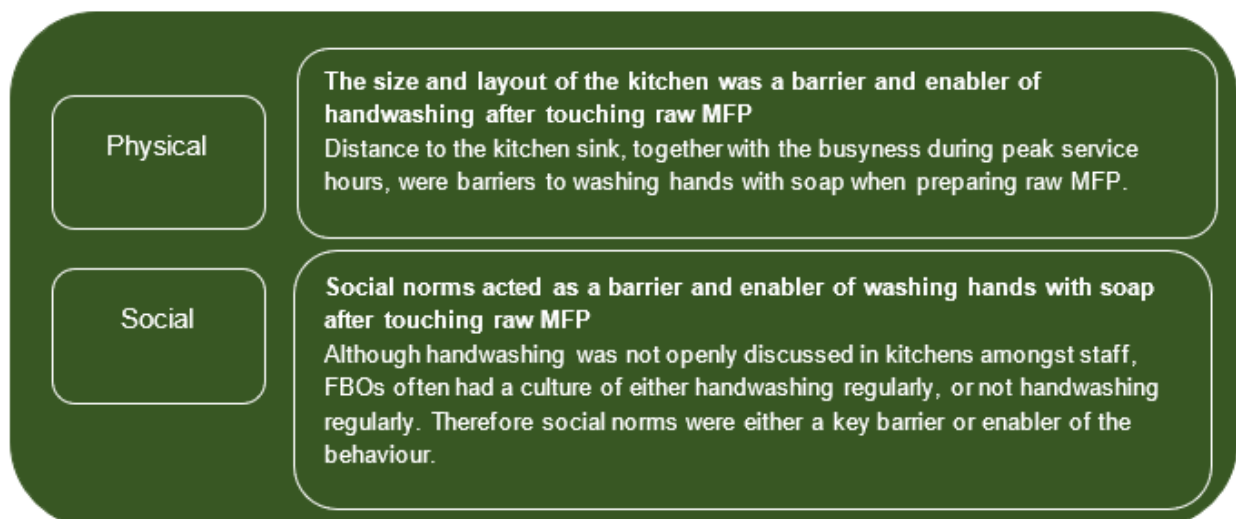 Physical
The size and layout of the kitchen was a barrier and enabler of
handwashing after touching raw MFP
Distance to the kitchen sink, together with the busyness during peak service
hours, were barriers to washing hands with soap when preparing raw MFP.
Social
Social norms acted as a barrier and enabler of washing hands with soap
after touching raw MFP
Although handwashing was not openly discussed in kitchens amongst staff,
FBOs often had a culture of either handwashing regularly, or not handwashing
regularly. Therefore social norms were either a key barrier or enabler of the
behaviour.